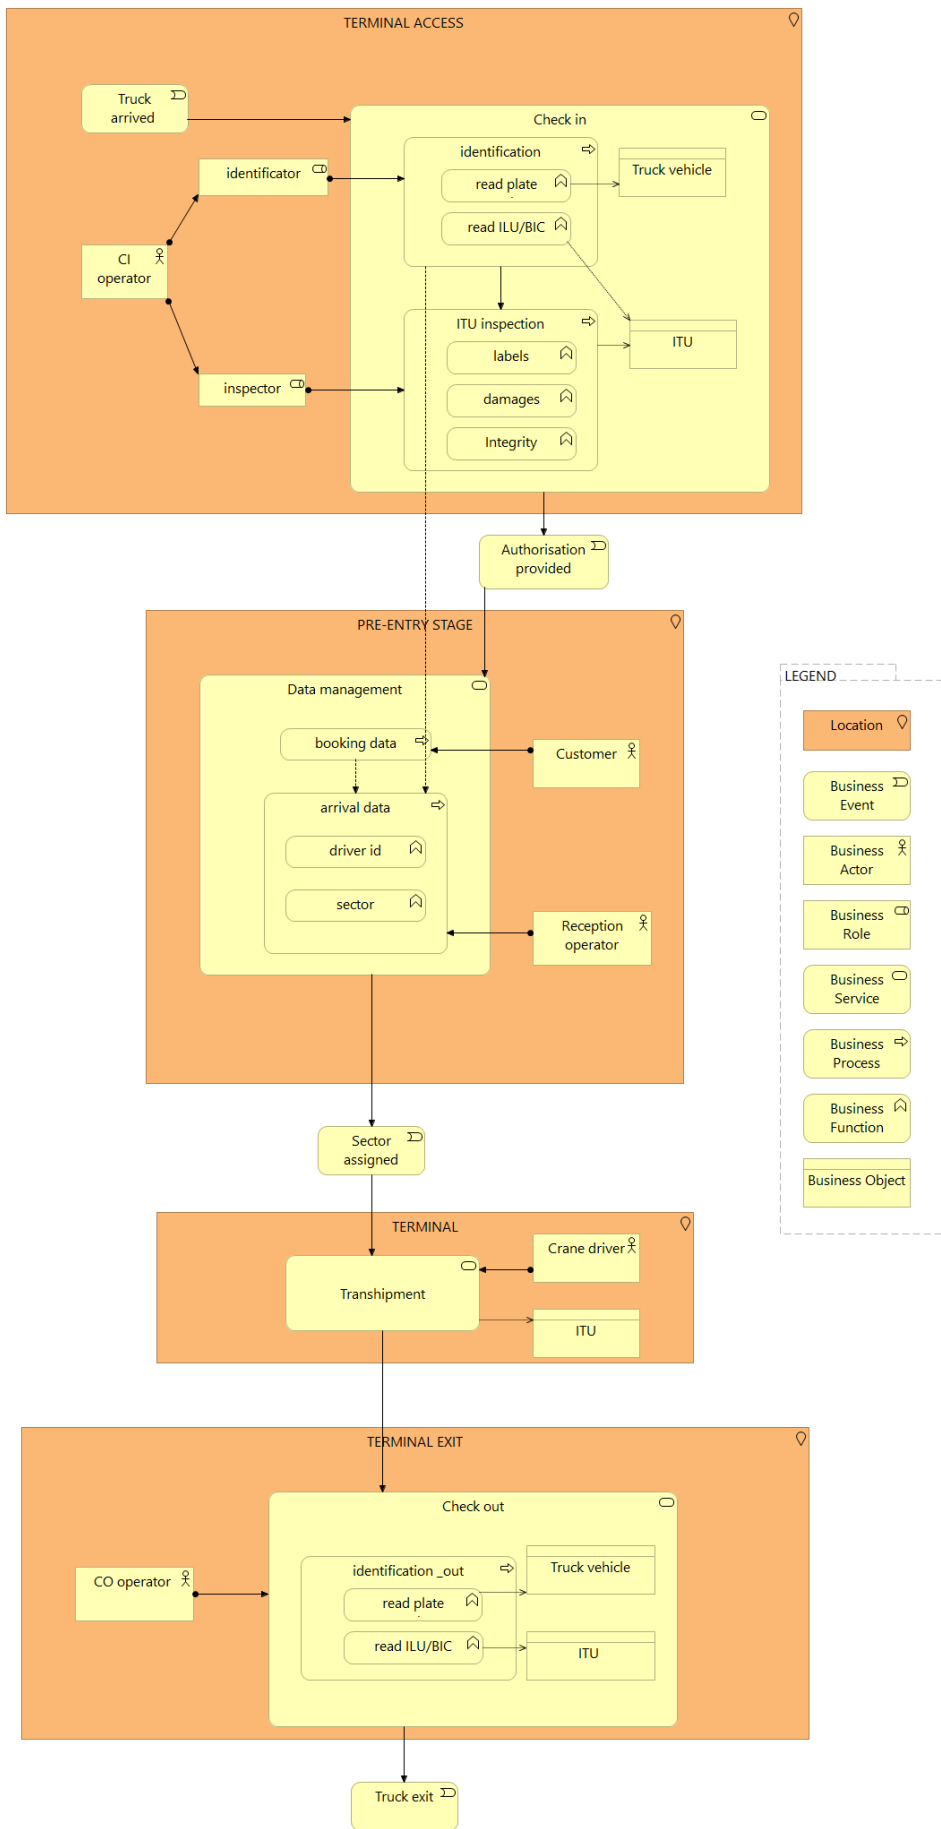 TERMINAL ACCESS
Truck
arrived
Check in
identification
identificator
read plate
Truck vehicle
read ILU/BIC
CI
operator
ITU inspection
ITU
labels
inspector
damages
Integrity
Authorisation
provided
PRE-ENTRY STAGE
Data management
booking data
Customer
arrival data
driver id
sector
Reception
operator
Sector
assigned
TERMINAL
Crane driver
Transhipment
ITU
TERMINAL EXIT
Check out
identification _out
Truck vehicle
CO operator
read plate
read ILU/BIC
ITU
Truck exit
LEGEND
Location
Business
Event
Business
Actor
Business
Role
Business
Service
Business
Process
Business
Function
Business Object